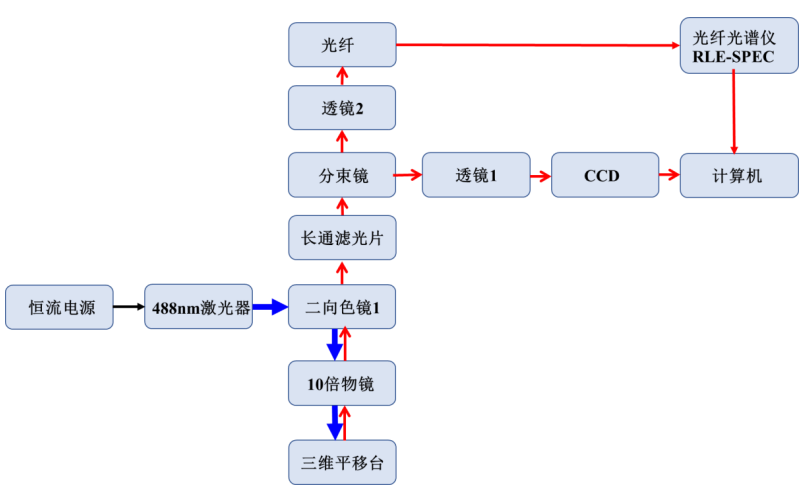 光纤
光纤光谱仪
RLE-SPEC
透镜2
分束镜
透镜1
CCD
计算机
长通滤光片
恒流电源
488nm激光器
二向色镜1
10倍物镜
三维平移台